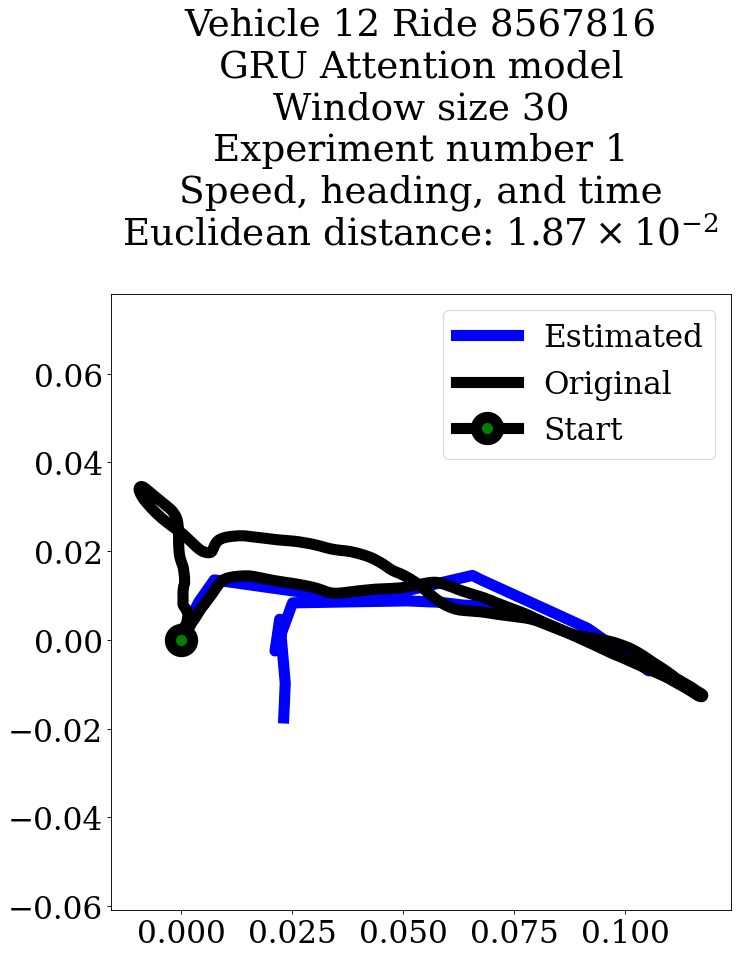 Vehicle 12 Ride 8567816
GRU Attention model
Window size 30
Experiment number 1
Speed, heading, and time
Euclidean distance: 1.87 × 10⁻²
Estimated
Original
Start
0.06
0.04
0.02
0.00
−0.02
−0.04
−0.06
0.000 0.025 0.050 0.075 0.100